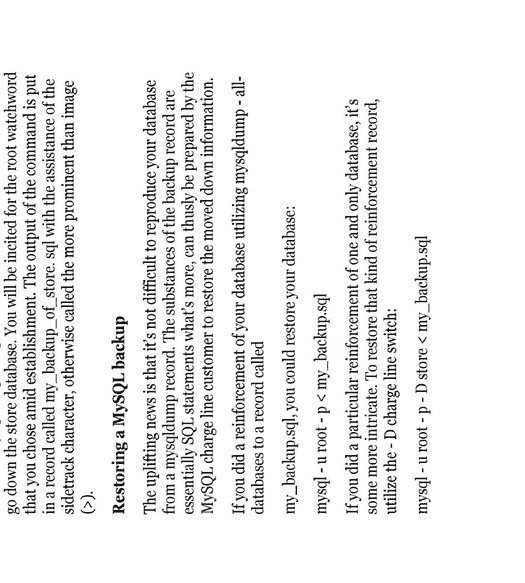 go down the store database. You will be incited for the root watchword
that you chose amid establishment. The output of the command is put
in a record called my_backup_of_store. sql with the assistance of the
sidetrack character, otherwise called the more prominent than image
(>).
Restoring a MySQL backup
The uplifting news is that it's not difficult to reproduce your database
from a mysqldump record. The substances of the backup record are
essentially SQL statements what's more, can thusly be prepared by the
MySQL charge line customer to restore the moved down information.
If you did a reinforcement of your database utilizing mysqldump - all-
databases to a record called
my_backup.sql, you could restore your database:
mysql - u root - p < my_backup.sql
If you did a particular reinforcement of one and only database, it's
some more intricate. To restore that kind of reinforcement record,
utilize the - D charge line switch:
mysql - u root - p - D store < my_backup.sql